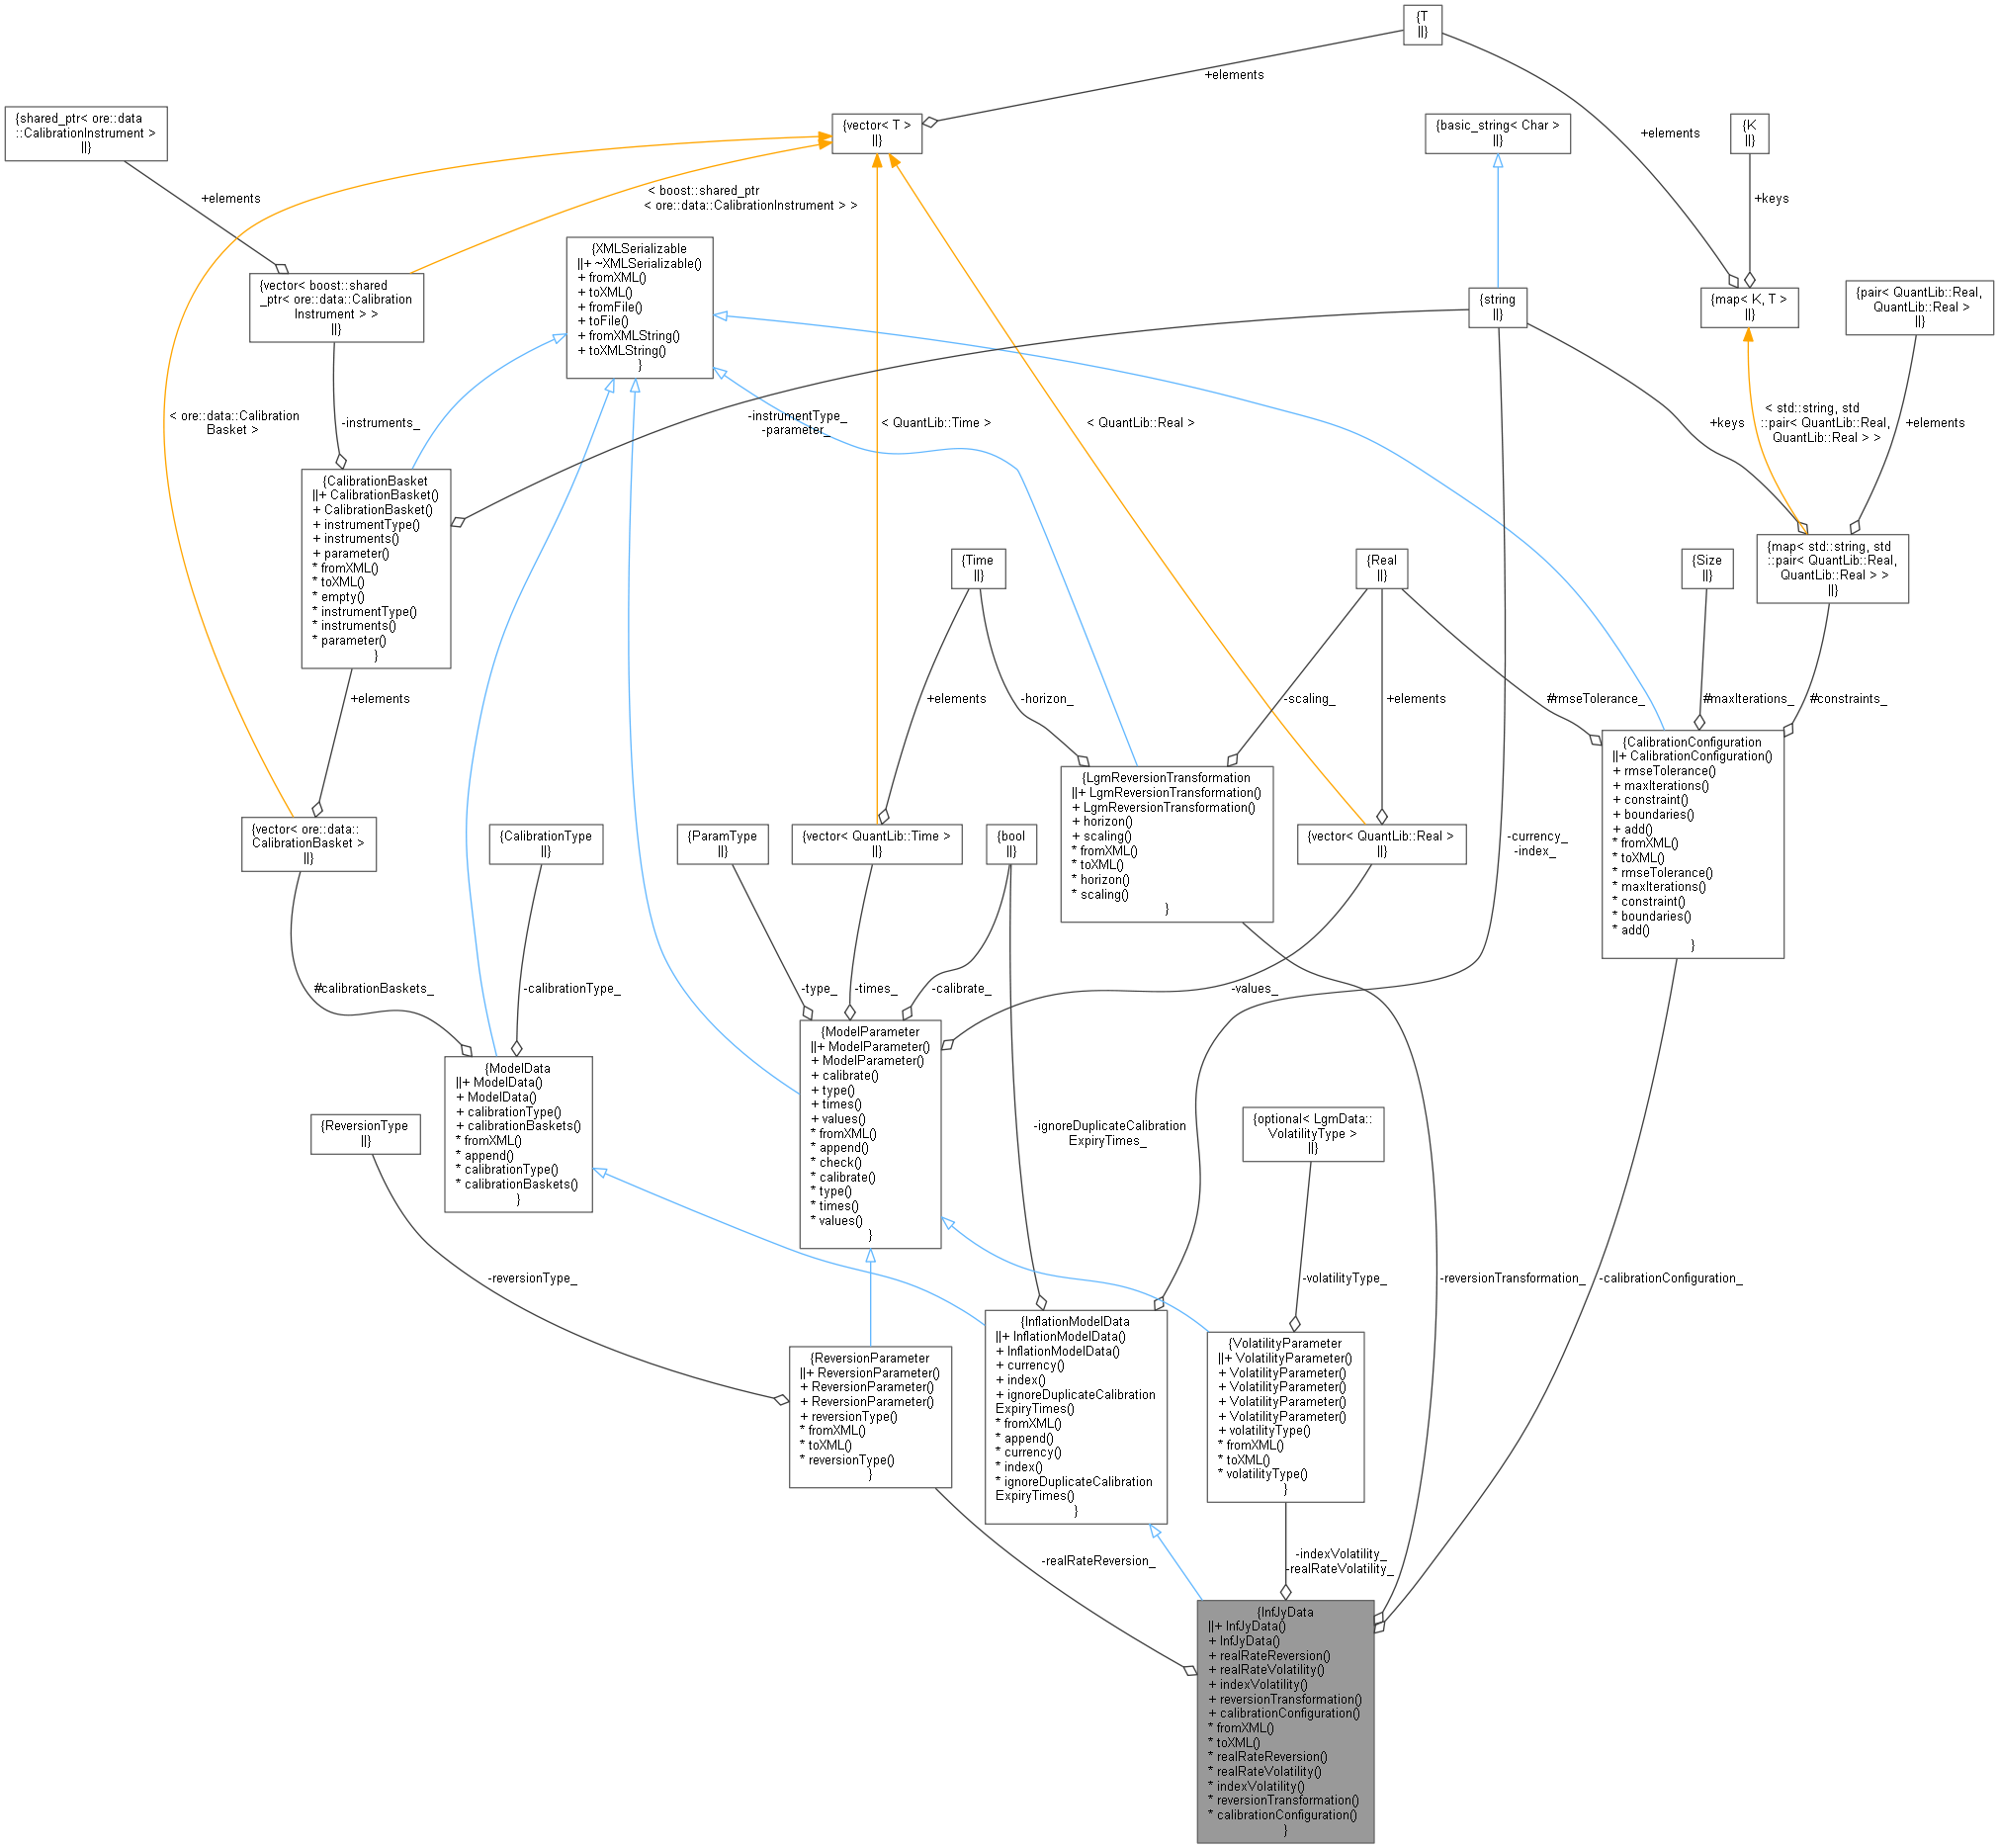 {T
||}
+elements
{shared_ptr< ore::data
::CalibrationInstrument >
||}
{vector< T >
||}
{basic_string< Char >
||}
+elements
{K
||}
+elements
< boost::shared_ptr
< ore::data::CalibrationInstrument > >
+keys
{XMLSerializable
||+ ~XMLSerializable()
+ fromXML()
+ toXML()
+ fromFile()
+ toFile()
+ fromXMLString()
+ toXMLString()
}
{vector< boost::shared
_ptr< ore::data::Calibration
Instrument > >
||}
{string
||}
{map< K, T >
||}
{pair< QuantLib::Real,
QuantLib::Real >
||}
< ore::data::Calibration
Basket >
-instruments_
-instrumentType_
-parameter_
< QuantLib::Time >
< QuantLib::Real >
+keys
< std::string, std
::pair< QuantLib::Real,
QuantLib::Real > >
+elements
{CalibrationBasket
||+ CalibrationBasket()
+ CalibrationBasket()
+ instrumentType()
+ instruments()
+ parameter()
* fromXML()
* toXML()
* empty()
* instrumentType()
* instruments()
* parameter()
}
{Time
||}
{Real
||}
{Size
||}
{map< std::string, std
::pair< QuantLib::Real,
QuantLib::Real > >
||}
+elements
+elements
-horizon_
-scaling_
+elements
#rmseTolerance_
#maxIterations_
#constraints_
{CalibrationConfiguration
||+ CalibrationConfiguration()
+ rmseTolerance()
+ maxIterations()
+ constraint()
+ boundaries()
+ add()
* fromXML()
* toXML()
* rmseTolerance()
* maxIterations()
* constraint()
* boundaries()
* add()
}
{LgmReversionTransformation
||+ LgmReversionTransformation()
+ LgmReversionTransformation()
+ horizon()
+ scaling()
* fromXML()
* toXML()
* horizon()
* scaling()
}
{vector< ore::data::
CalibrationBasket >
||}
{CalibrationType
||}
{ParamType
||}
{vector< QuantLib::Time >
||}
{bool
||}
{vector< QuantLib::Real >
||}
-currency_
-index_
#calibrationBaskets_
-calibrationType_
-type_
-times_
-calibrate_
-values_
{ModelParameter
||+ ModelParameter()
+ ModelParameter()
+ calibrate()
+ type()
+ times()
+ values()
* fromXML()
* append()
* check()
* calibrate()
* type()
* times()
* values()
}
{ModelData
||+ ModelData()
+ ModelData()
+ calibrationType()
+ calibrationBaskets()
* fromXML()
* append()
* calibrationType()
* calibrationBaskets()
}
{ReversionType
||}
-ignoreDuplicateCalibration
ExpiryTimes_
{optional< LgmData::
VolatilityType >
||}
-reversionType_
-volatilityType_
-reversionTransformation_
-calibrationConfiguration_
{InflationModelData
||+ InflationModelData()
+ InflationModelData()
+ currency()
+ index()
+ ignoreDuplicateCalibration
ExpiryTimes()
* fromXML()
* append()
* currency()
* index()
* ignoreDuplicateCalibration
ExpiryTimes()
}
{VolatilityParameter
||+ VolatilityParameter()
+ VolatilityParameter()
+ VolatilityParameter()
+ VolatilityParameter()
+ VolatilityParameter()
+ volatilityType()
* fromXML()
* toXML()
* volatilityType()
}
{ReversionParameter
||+ ReversionParameter()
+ ReversionParameter()
+ ReversionParameter()
+ reversionType()
* fromXML()
* toXML()
* reversionType()
}
-realRateReversion_
-indexVolatility_
-realRateVolatility_
{InfJyData
||+ InfJyData()
+ InfJyData()
+ realRateReversion()
+ realRateVolatility()
+ indexVolatility()
+ reversionTransformation()
+ calibrationConfiguration()
* fromXML()
* toXML()
* realRateReversion()
* realRateVolatility()
* indexVolatility()
* reversionTransformation()
* calibrationConfiguration()
}